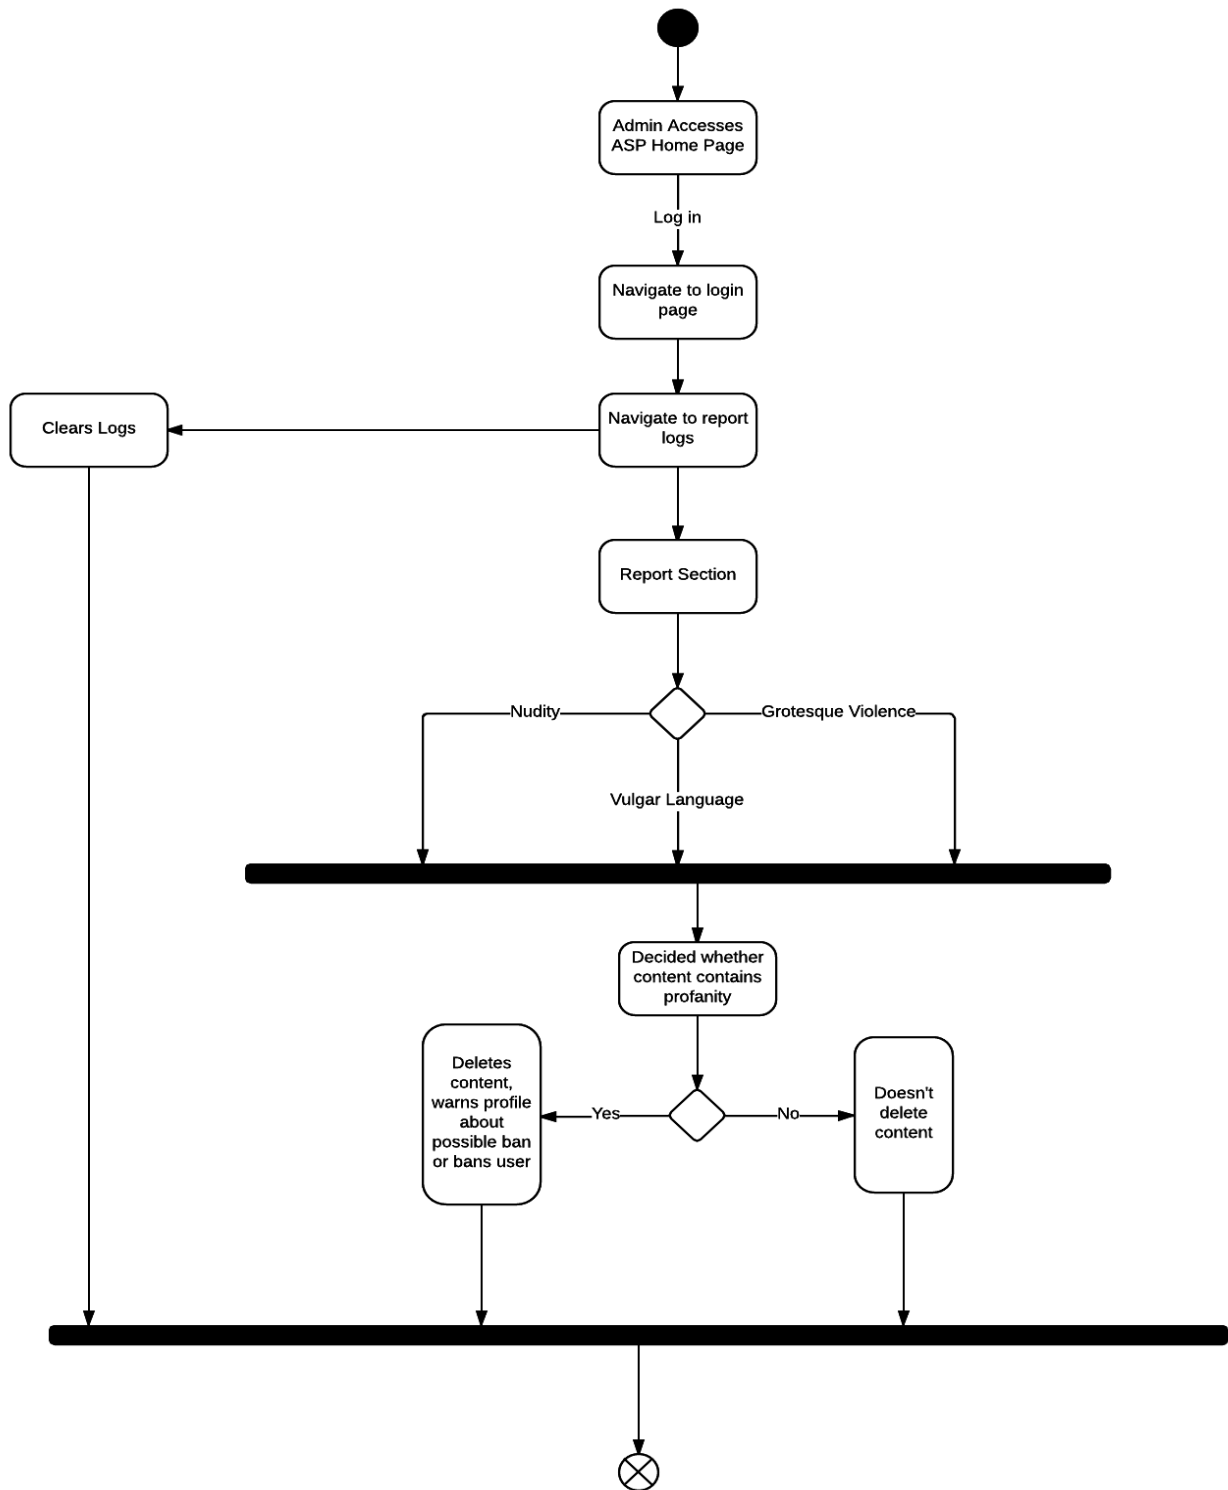 Admin Accesses
ASP Home Page
Log in
Navigate to login
page
Clears Logs
Navigate to report
logs
Report Section
Nudity
Grotesque Violence
Vulgar Language
Decided whether
content contains
profanity
Deletes
content,
warns profile
about
possible ban
or bans user
Yes
No
Doesn't
delete
content